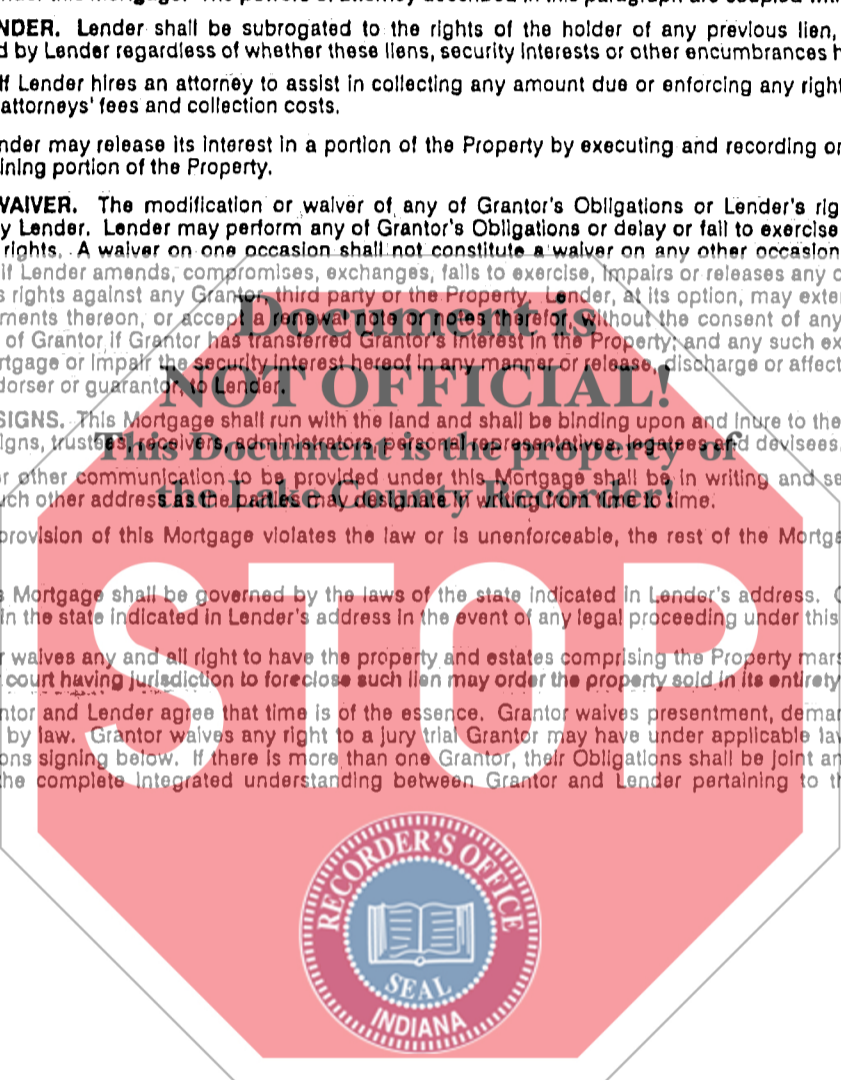 NDER. Lender shall be subrogated to the rights of the holder of any previous lien,
d by Lender regardless of whether these liens, security interests or other encumbrances h
If Lender hires an attorney to assist in collecting any amount due or enforcing any right
attorneys' fees and collection costs.
nder may release its interest in a portion of the Property by executing and recording or
ining portion of the Property.
WAIVER. The modification or waiver of any of Grantor's Obligations or Lender's rig
y Lender. Lender may perform any of Grantor's Obligations or delay or fail to exercise
rights. A waiver on one occasion shall not constitute a waiver on any other occasion
if Lender amends, compromises, exchanges, fails to exercise, impairs or releases any o
s rights against any Grantor, third party or the Property. Lender, at its option, may exte
ments thereon, or accept a renewal note or notes therefor, without the consent of any
of Grantor if Grantor has transferred Grantor's interest in the Property; and any such ex
rtgage or impair the security interest hereof in any manner or release, discharge or affect
dorser or guarantor, to Lender.
Document is
NOT OFFICIAL!
This Document is the property of
the Lake County Recorder!
SIGNS. This Mortgage shall run with the land and shall be binding upon and inure to the
igns, trustees, receivers, administrators, personal representatives, legatees and devisees.
r other communication to be provided under this Mortgage shall be in writing and se
uch other address as the parties may designate in writing from time to time.
provision of this Mortgage violates the law or is unenforceable, the rest of the Mortga
s Mortgage shall be governed by the laws of the state indicated in Lender's address.
in the state indicated in Lender's address in the event of any legal proceeding under this
r waives any and all right to have the property and estates comprising the Property mars
court having jurisdiction to foreclose such lien may order the property sold in its entirety
ntor and Lender agree that time is of the essence. Grantor waives presentment, demar
by law. Grantor waives any right to a jury trial Grantor may have under applicable lav
ons signing below. If there is more than one Grantor, their Obligations shall be joint an
he complete integrated understanding between Grantor and Lender pertaining to th
STOP
RECORDER'S OFFICE
SEAL
INDIANA